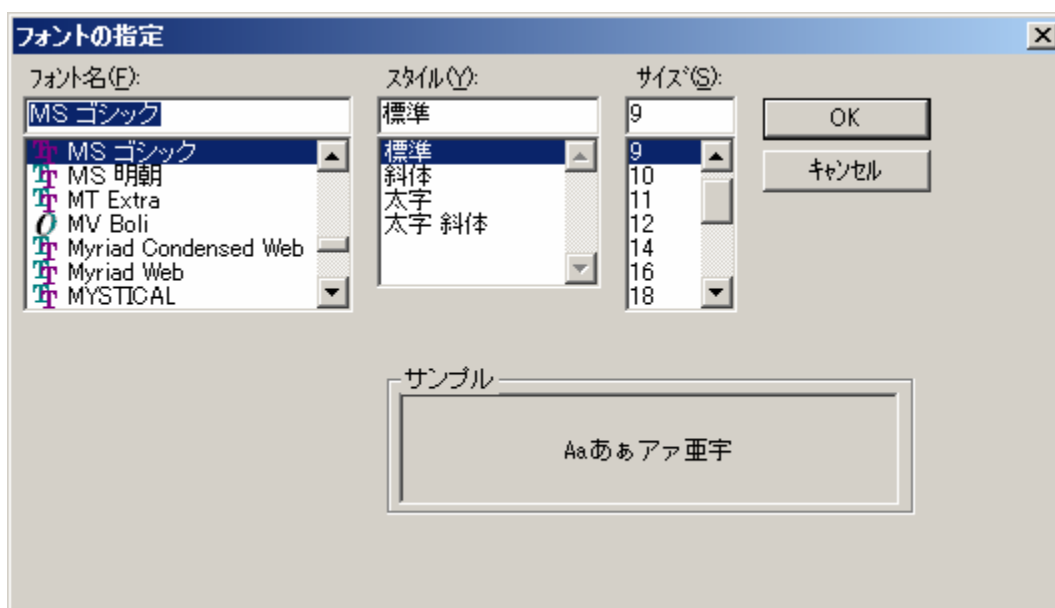 フォントの指定
フォント名(F):
スタイル(Y):
サイズ(S):
MS ゴシック
標準
9
OK
キャンセル
MS ゴシック
MS 明朝
MT Extra
MV Boli
Myriad Condensed Web
Myriad Web
MYSTICAL
標準
斜体
太字
太字 斜体
9
10
11
12
14
16
18
サンプル
Aaあぁアァ亜宇